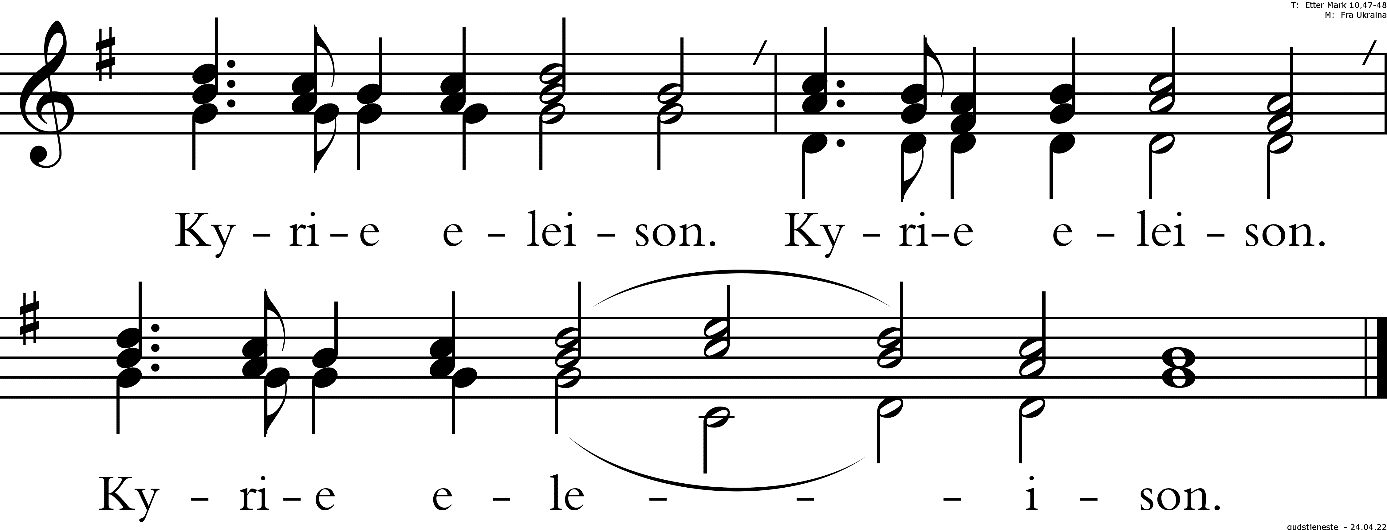 T: Etter Mark 10,47-48
M: Fra Ukraina
Ky - ri - e e - lei - son. Ky - ri-e e - lei - son.
Ky - ri - e e - le - - - i - son.
gudstjeneste - 24.04.22